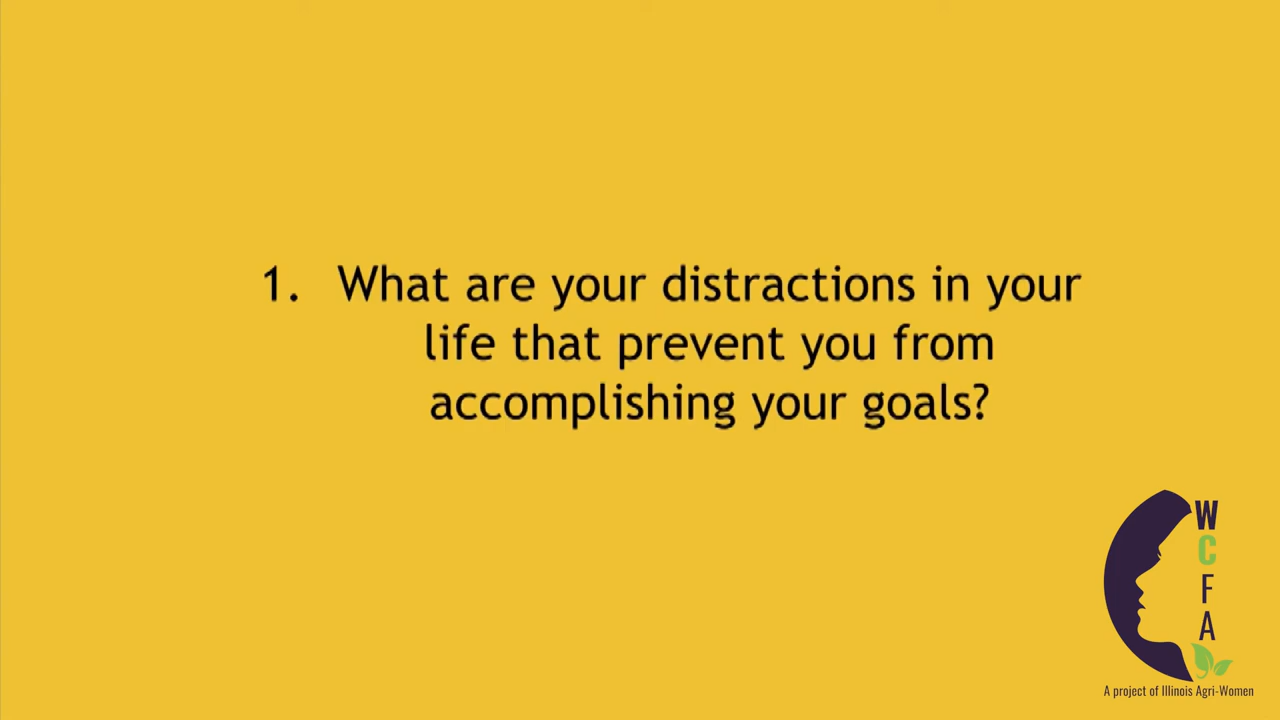 1. What are your distractions in your
life that prevent you from
accomplishing your goals?
W
C
F
A
A project of Illinois Agri-Women